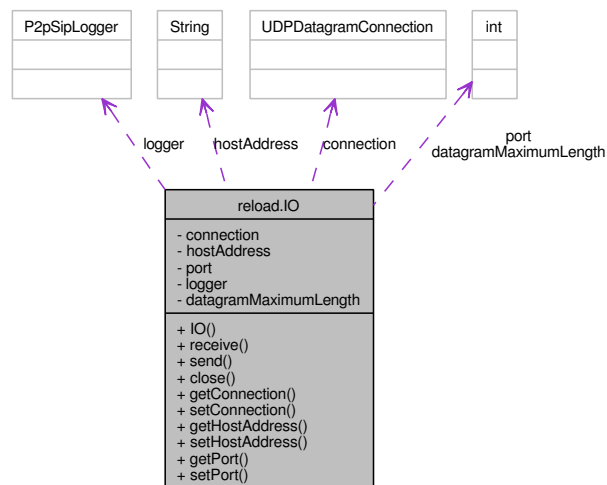 P2pSipLogger
String
UDPDatagramConnection
int
logger
hostAddress
connection
port
datagramMaximumLength
reload.IO
- connection
- hostAddress
- port
- logger
- datagramMaximumLength
+ IO()
+ receive()
+ send()
+ close()
+ getConnection()
+ setConnection()
+ getHostAddress()
+ setHostAddress()
+ getPort()
+ setPort()